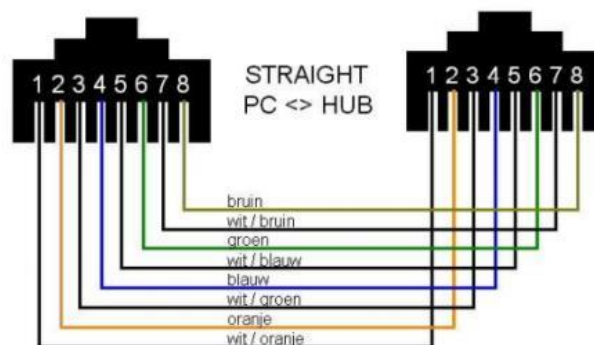 1 2 3 4 5 6 7 8
STRAIGHT
PC <> HUB
1 2 3 4 5 6 7 8
bruin
wit / bruin
groen
wit / blauw
blauw
wit / groen
oranje
wit / oranje